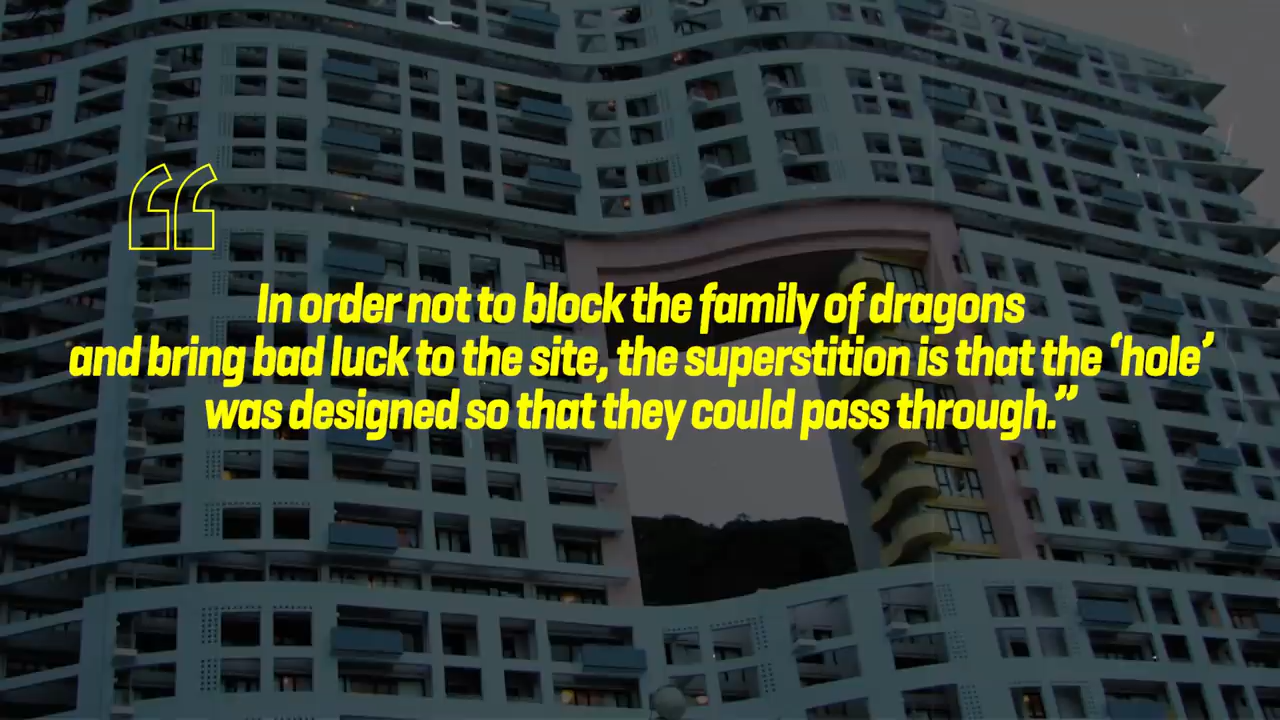 “
In order not to block the family of dragons
and bring bad luck to the site, the superstition is that the ‘hole’
was designed so that they could pass through.”